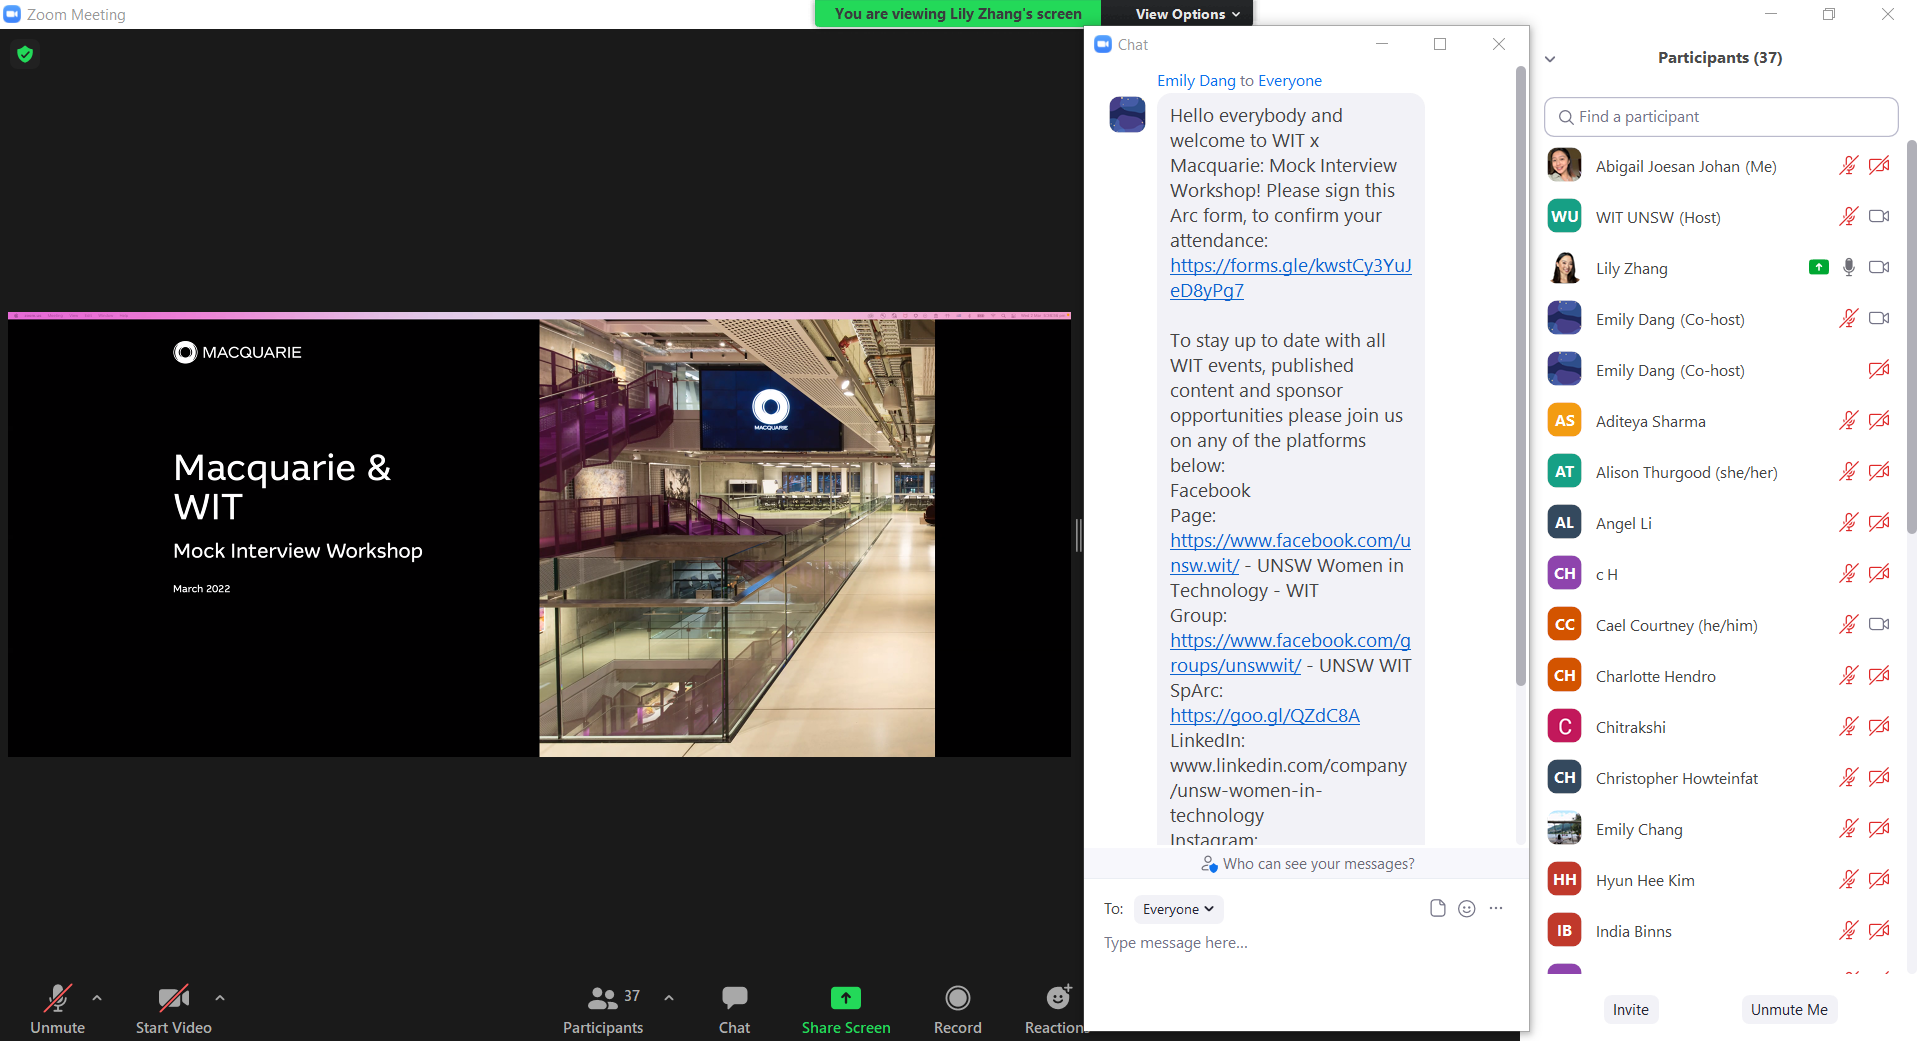 Zoom Meeting
You are viewing Lily Zhang's screen
View Options
MACQUARIE
Macquarie &
WIT
Mock Interview Workshop
March 2022
MACQUARIE
Chat
Emily Dang to Everyone
Hello everybody and
welcome to WIT x
Macquarie: Mock Interview
Workshop! Please sign this
Arc form, to confirm your
attendance:
https://forms.gle/kwstCy3YuJ
eD8yPg7
To stay up to date with all
WIT events, published
content and sponsor
opportunities please join us
on any of the platforms
below:
Facebook
Page:
https://www.facebook.com/u
nsw.wit/ - UNSW Women in
Technology - WIT
Group:
https://www.facebook.com/g
roups/unswwit/ - UNSW WIT
SpArc:
https://goo.gl/QZdC8A
LinkedIn:
www.linkedin.com/company
/unsw-women-in-
technology
Instagram:
Who can see your messages?
To: Everyone
Type message here...
Participants (37)
Find a participant
Abigail Joesan Johan (Me)
WU WIT UNSW (Host)
Lily Zhang
Emily Dang (Co-host)
Emily Dang (Co-host)
AS Aditeya Sharma
AT Alison Thurgood (she/her)
AL Angel Li
CH c H
CC Cael Courtney (he/him)
CH Charlotte Hendro
C Chitrakshi
CH Christopher Howteinfat
Emily Chang
HH Hyun Hee Kim
IB India Binns
Invite
Unmute Me
Unmute
Start Video
37
Participants
Chat
Share Screen
Record
Reaction